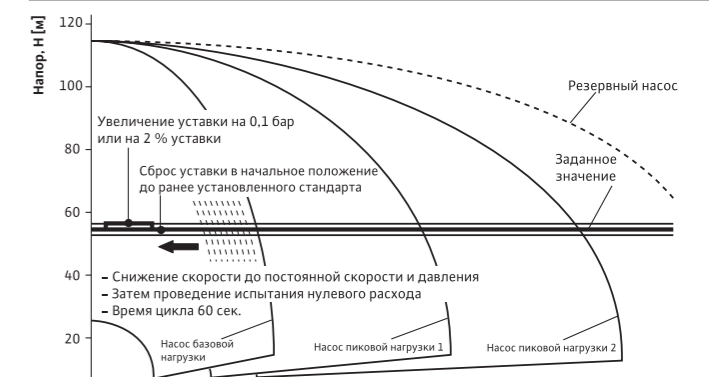 Напор, H [м]
120
100
80
60
40
20
Резервный насос
Увеличение уставки на 0,1 бар
или на 2 % уставки
Заданное
значение
Сброс уставки в начальное положение
до ранее установленного стандарта
– Снижение скорости до постоянной скорости и давления
– Затем проведение испытания нулевого расхода
– Время цикла 60 сек.
Насос базовой
нагрузки
Насос пиковой нагрузки 1
Насос пиковой нагрузки 2